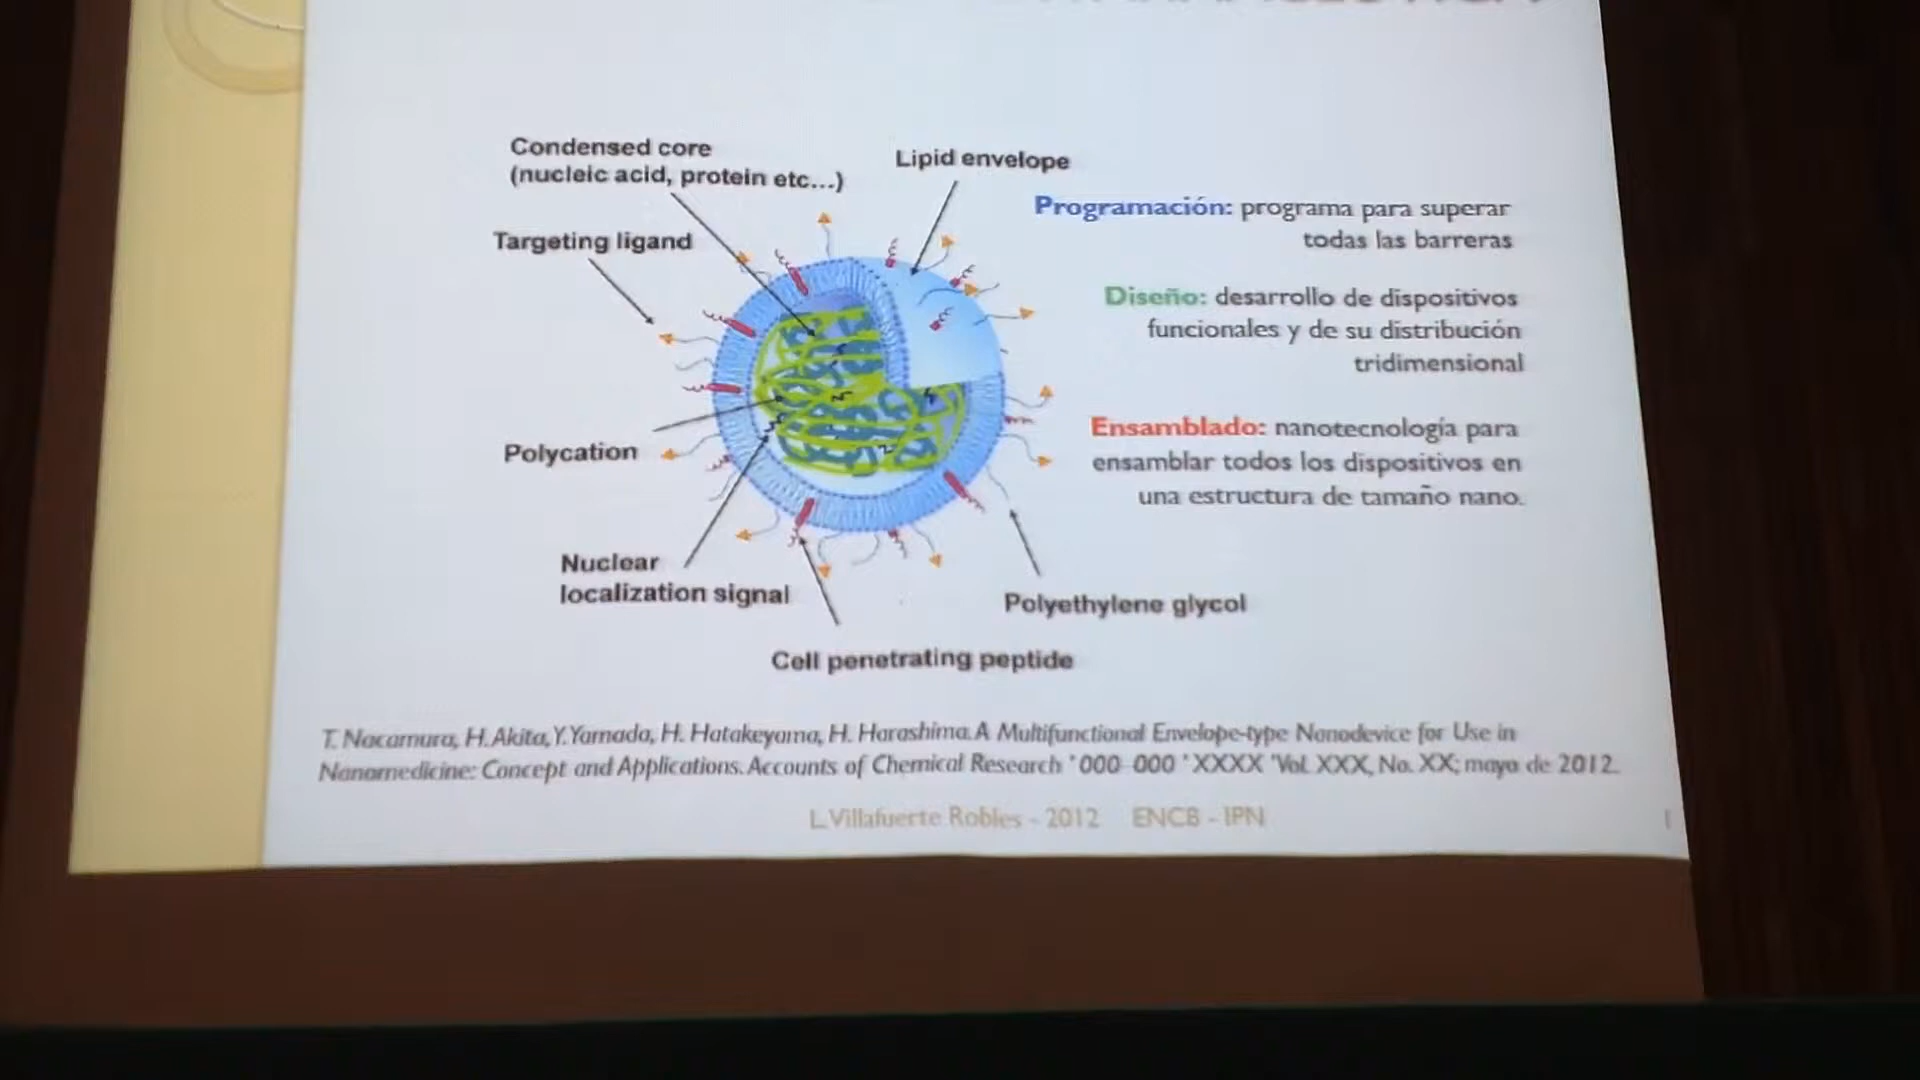 Condensed core
(nucleic acid, protein etc...)
Lipid envelope
Targeting ligand
Programación: programa para superar
todas las barreras
Diseño: desarrollo de dispositivos
funcionales y de su distribución
tridimensional
Ensamblado: nanotecnología para
ensamblar todos los dispositivos en
una estructura de tamaño nano.
Polycation
Nuclear
localization signal
Polyethylene glycol
Cell penetrating peptide
T. Nacamura, H. Akita, Y. Yamada, H. Hatakeyama, H. Harashima. A Multifunctional Envelope-type Nanodevice for Use in
Nanomedicine: Concept and Applications. Accounts of Chemical Research ' 000 000 ' XXXX 'Vol. XXX, No. XX; mayo de 2012.
L. Villafuerte Robles - 2012 ENCB - IPN